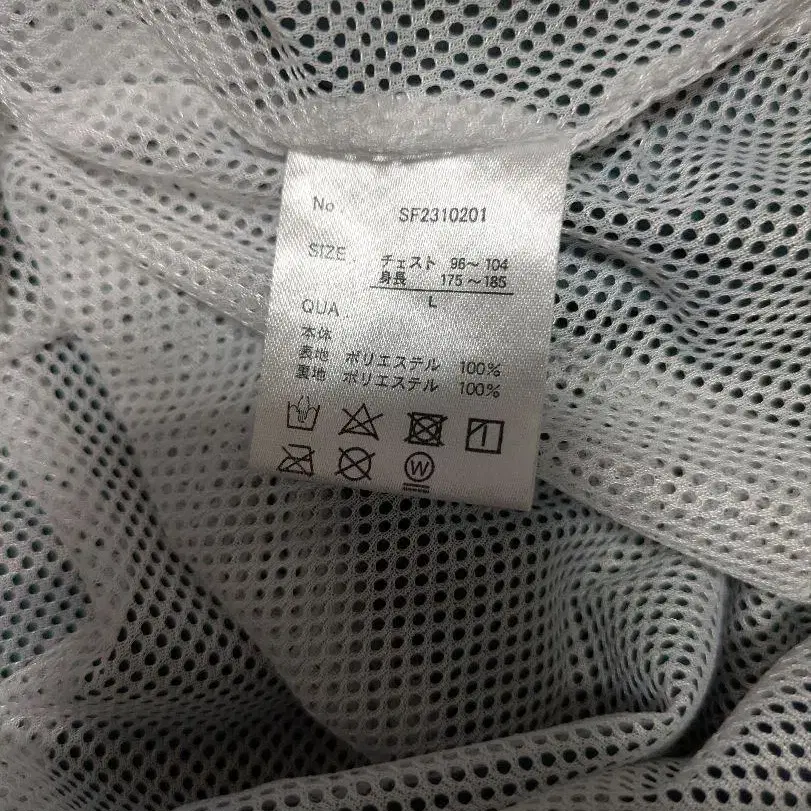 No. SF2310201
SIZE. チェスト 96～104
身長 175～185
L
QUA.
本体
表地 ポリエステル 100%
裏地 ポリエステル 100%
W